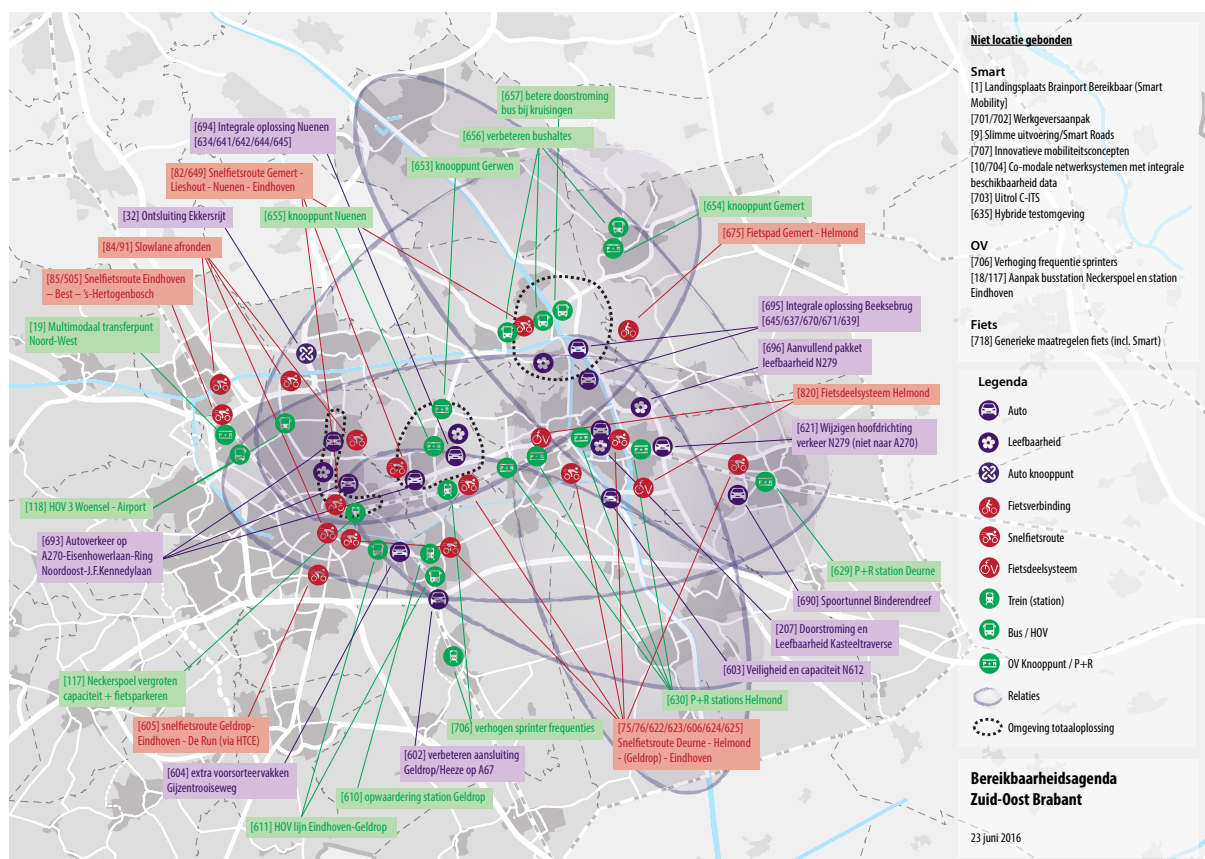 [657] betere doorstroming
bus bij kruisingen
[694] Integrale oplossing Nuenen
[634/641/642/644/645]
[656] verbeteren bushaltes
[653] knooppunt Gerwen
[82/649] Snelfietsroute Gemert -
Lieshout - Nuenen - Eindhoven
[654] knooppunt Gemert
[32] Ontsluiting Ekkersrijt
[655] knooppunt Nuenen
[675] Fietspad Gemert - Helmond
[84/91] Slowlane afronden
[85/505] Snelfietsroute Eindhoven
– Best – 's-Hertogenbosch
[695] Integrale oplossing Beeksebrug
[645/637/670/671/639]
[19] Multimodaal transferpunt
Noord-West
[696] Aanvullend pakket
leefbaarheid N279
[820] Fietsdeelsysteem Helmond
[621] Wijzigen hoofdrichting
verkeer N279 (niet naar A270)
[118] HOV 3 Woensel - Airport
[693] Autoverkeer op
A270-Eisenhowerlaan-Ring
Noordoost-J.F.Kennedylaan
[629] P+R station Deurne
[690] Spoortunnel Binderendreef
[207] Doorstroming en
Leefbaarheid Kasteeltraverse
[603] Veiligheid en capaciteit N612
[117] Neckerspoel vergroten
capaciteit + fietsparkeren
[630] P+R stations Helmond
[605] snelfietsroute Geldrop-
Eindhoven - De Run (via HTCE)
[706] verhogen sprinter frequenties
[75/76/622/623/606/624/625]
Snelfietsroute Deurne - Helmond
- (Geldrop) - Eindhoven
[602] verbeteren aansluiting
Geldrop/Heeze op A67
[604] extra voorsorteervakken
Gijzentrooiseweg
[610] opwaardering station Geldrop
[611] HOV lijn Eindhoven-Geldrop
Niet locatie gebonden
Smart
[1] Landingsplaats Brainport Bereikbaar (Smart
Mobility]
[701/702] Werkgeversaanpak
[9] Slimme uitvoering/Smart Roads
[707] Innovatieve mobiliteitsconcepten
[10/704] Co-modale netwerksystemen met integrale
beschikbaarheid data
[703] Uitrol C-ITS
[635] Hybride testomgeving
OV
[706] Verhoging frequentie sprinters
[18/117] Aanpak busstation Neckerspoel en station
Eindhoven
Fiets
[718] Generieke maatregelen fiets (incl. Smart)
Legenda
Auto
Leefbaarheid
Auto knooppunt
Fietsverbinding
Snelfietsroute
Fietsdeelsysteem
Trein (station)
Bus / HOV
P+R OV Knooppunt / P+R
Relaties
Omgeving totaaloplossing
Bereikbaarheidsagenda
Zuid-Oost Brabant
23 juni 2016